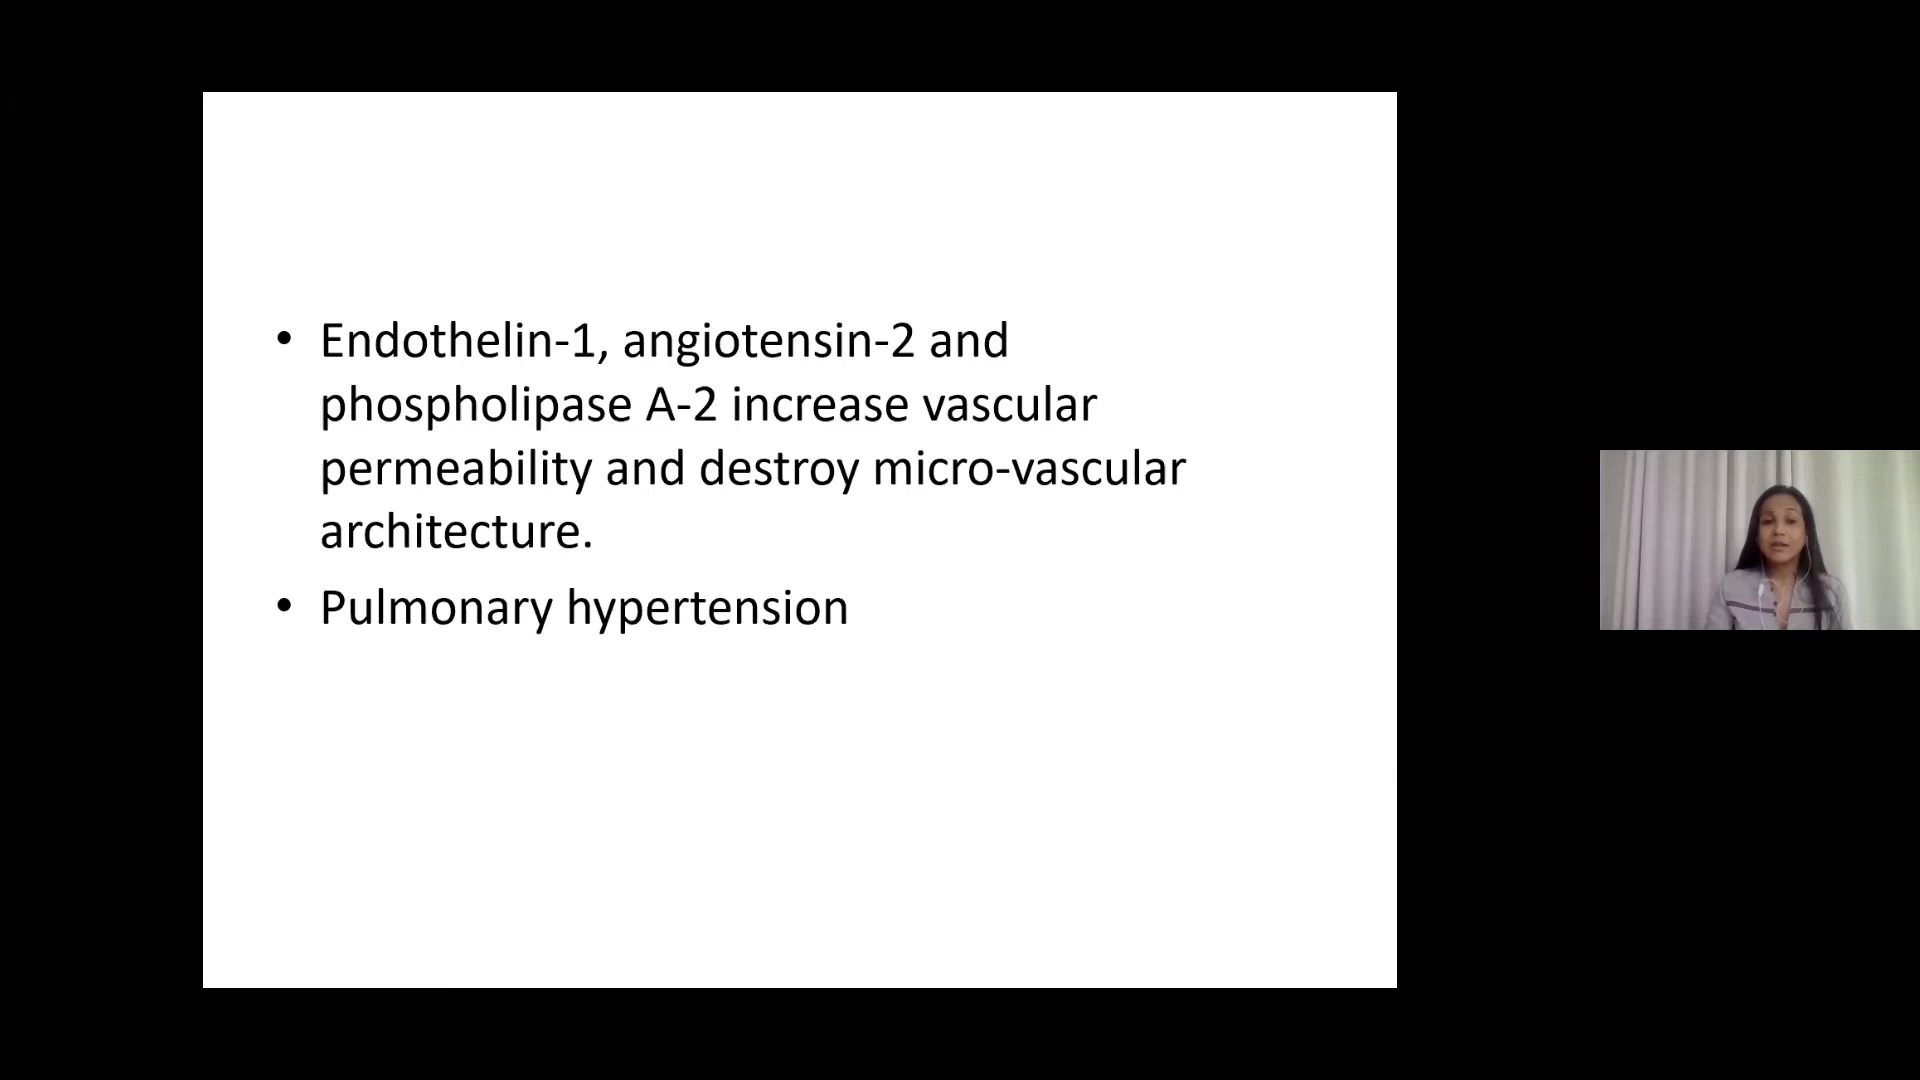 • Endothelin-1, angiotensin-2 and
phospholipase A-2 increase vascular
permeability and destroy micro-vascular
architecture.
• Pulmonary hypertension